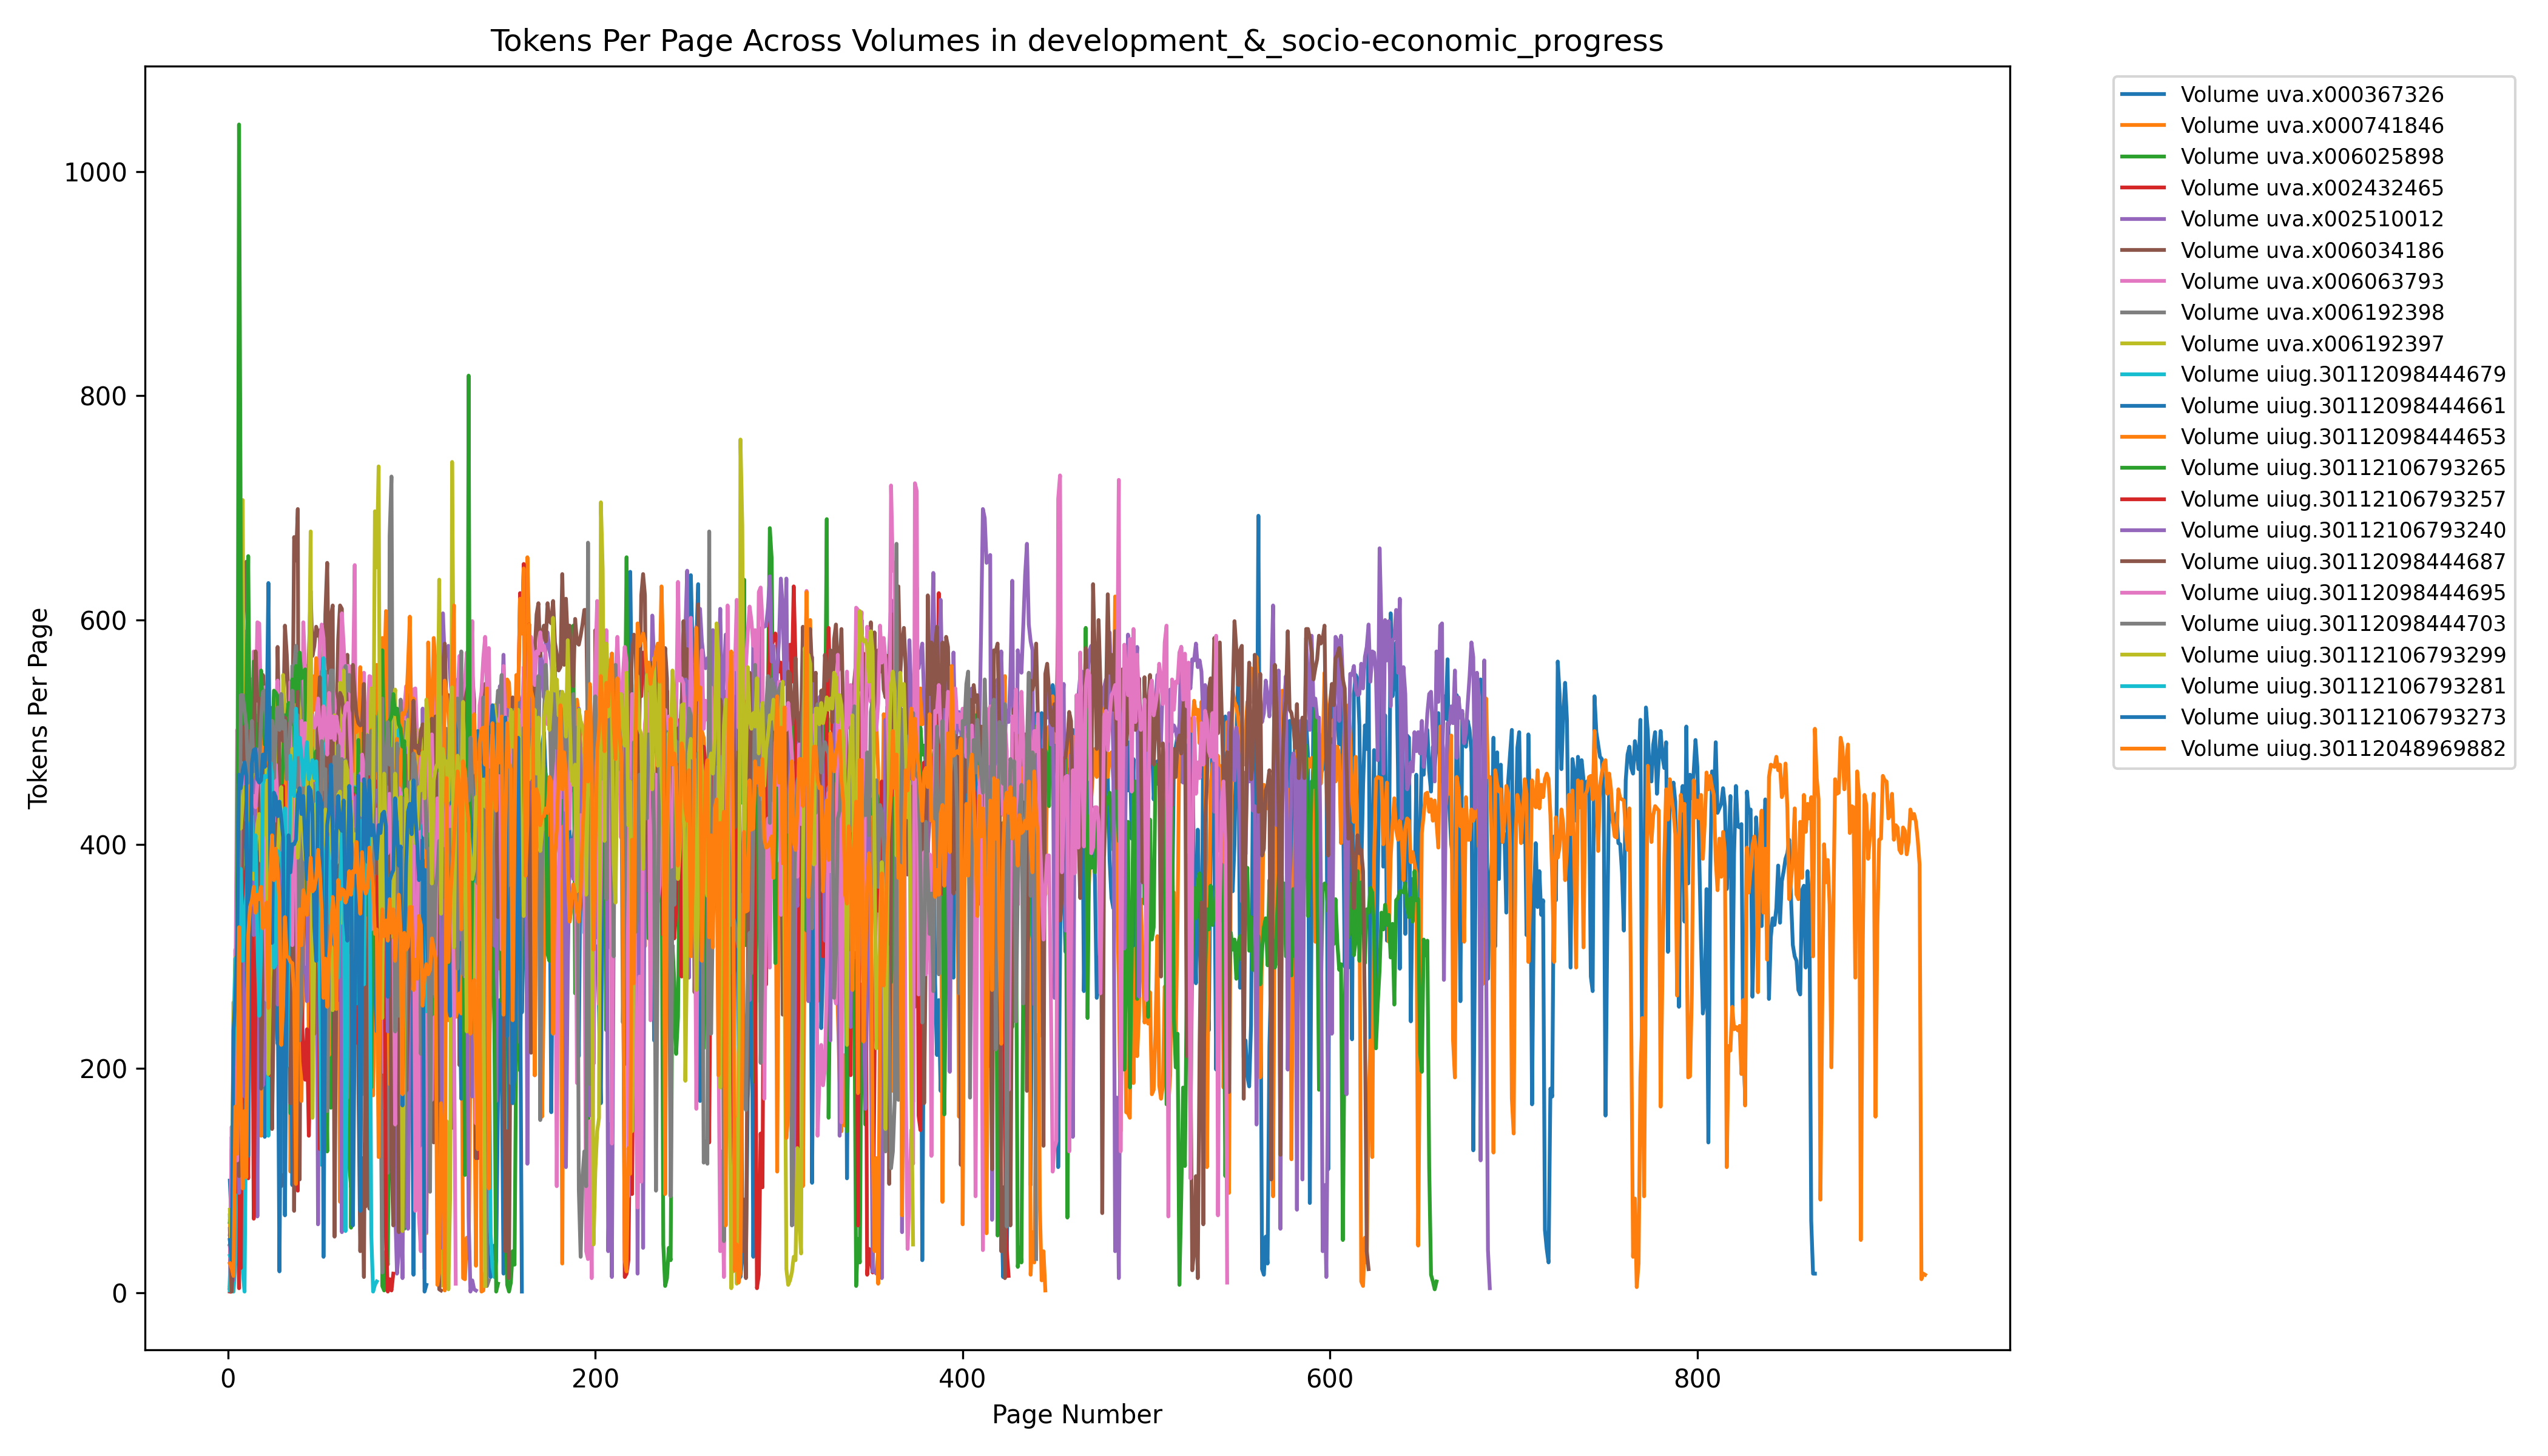 Tokens Per Page Across Volumes in development_&_socio-economic_progress
Tokens Per Page
1000
800
600
400
200
0
0 200 400 600 800
Page Number
Volume uva.x000367326
Volume uva.x000741846
Volume uva.x006025898
Volume uva.x002432465
Volume uva.x002510012
Volume uva.x006034186
Volume uva.x006063793
Volume uva.x006192398
Volume uva.x006192397
Volume uiug.30112098444679
Volume uiug.30112098444661
Volume uiug.30112098444653
Volume uiug.30112106793265
Volume uiug.30112106793257
Volume uiug.30112106793240
Volume uiug.30112098444687
Volume uiug.30112098444695
Volume uiug.30112098444703
Volume uiug.30112106793299
Volume uiug.30112106793281
Volume uiug.30112106793273
Volume uiug.30112048969882